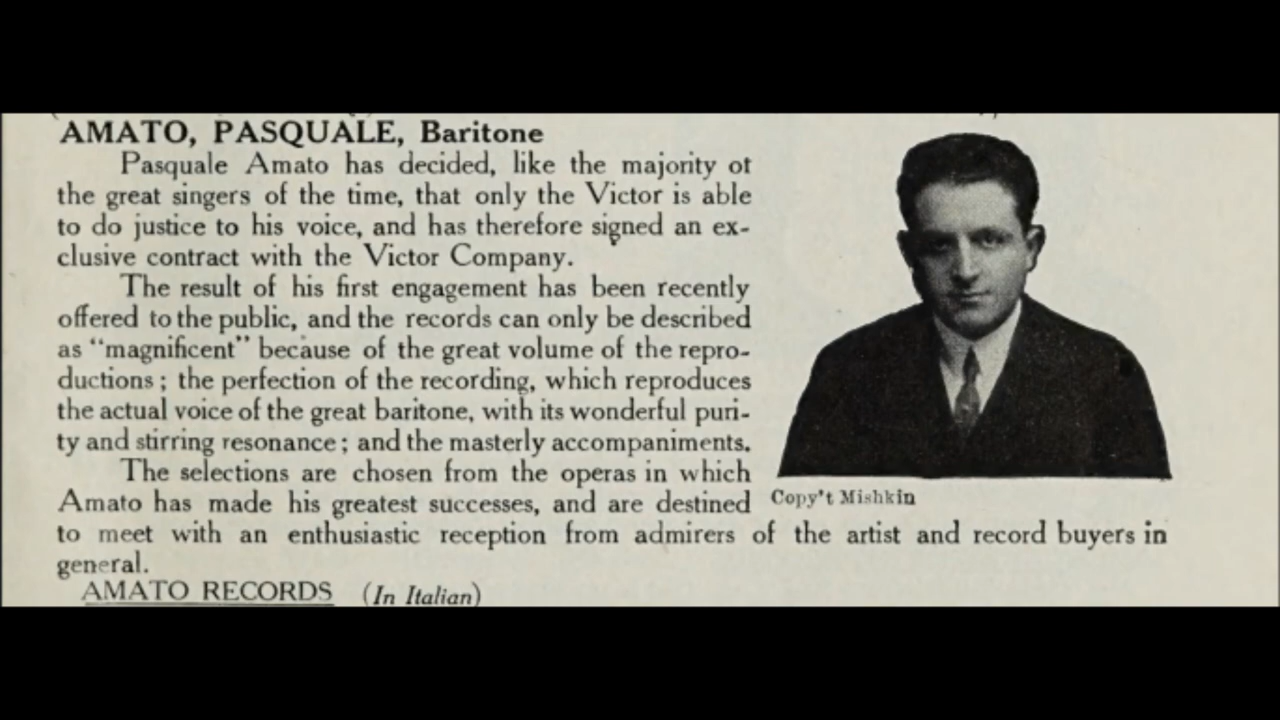 AMATO, PASQUALE, Baritone
Pasquale Amato has decided, like the majority of
the great singers of the time, that only the Victor is able
to do justice to his voice, and has therefore signed an ex-
clusive contract with the Victor Company.
The result of his first engagement has been recently
offered to the public, and the records can only be described
as "magnificent" because of the great volume of the repro-
ductions; the perfection of the recording, which reproduces
the actual voice of the great baritone, with its wonderful puri-
ty and stirring resonance; and the masterly accompaniments.
The selections are chosen from the operas in which
Amato has made his greatest successes, and are destined
Copy't Mishkin
to meet with an enthusiastic reception from admirers of the artist and record buyers in
general.
AMATO RECORDS (In Italian)